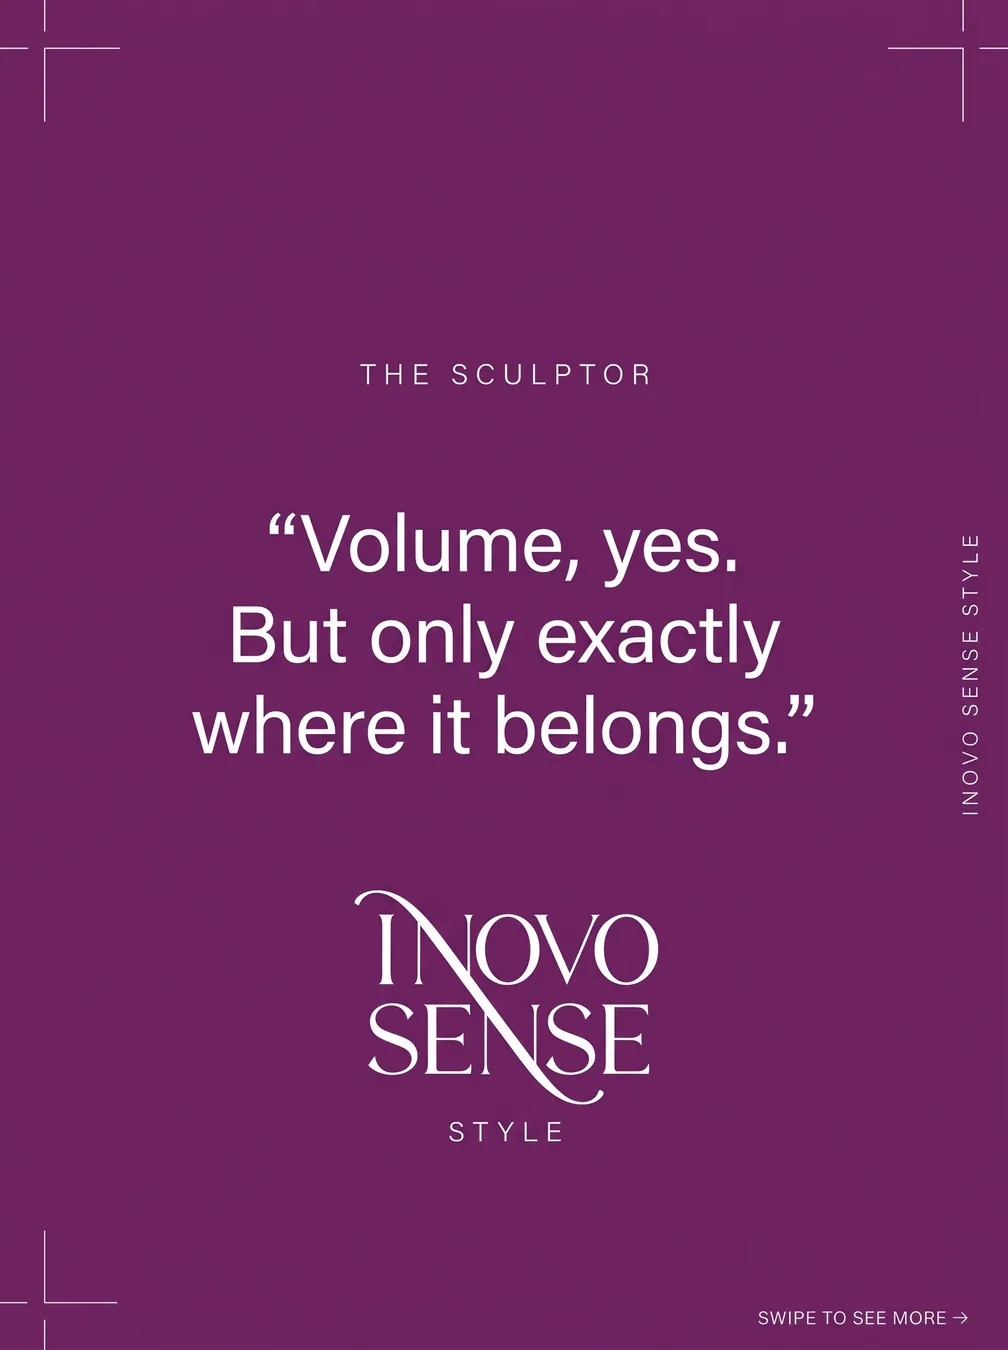 THE SCULPTOR
“Volume, yes.
But only exactly
where it belongs.”
INOVO SENSE STYLE
INOVO
SENSE
STYLE
SWIPE TO SEE MORE →